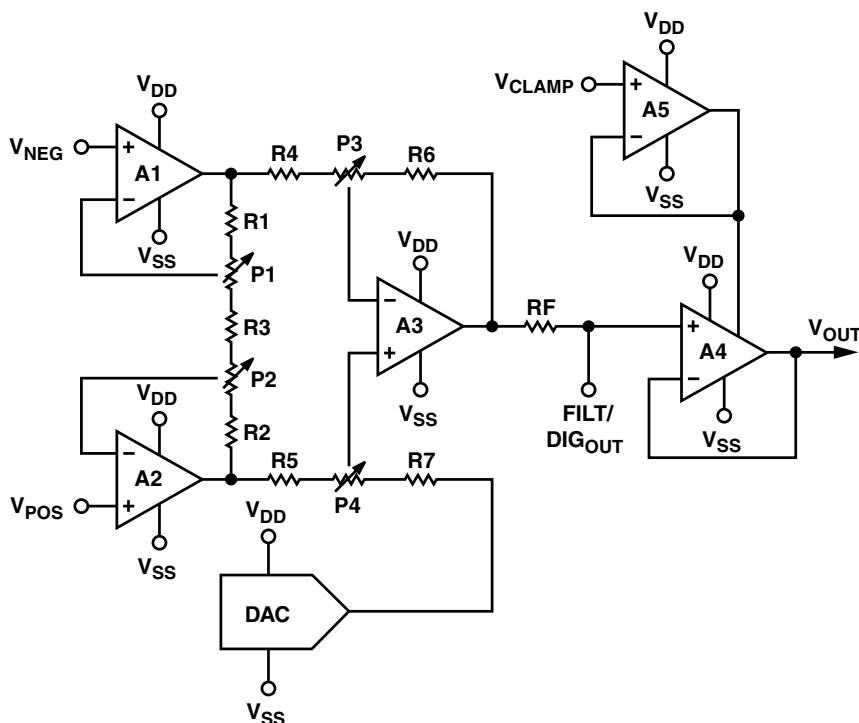 VDD
VNEG
+
A1
−
VSS
R1
P1
R3
P2
R2
VDD
−
A2
+
VPOS
VSS
R4
P3
R6
VDD
−
A3
+
VSS
R5
P4
R7
VDD
DAC
VSS
RF
FILT/
DIGOUT
VDD
VCLAMP
+
A5
−
VSS
VDD
+
A4
−
VSS
VOUT